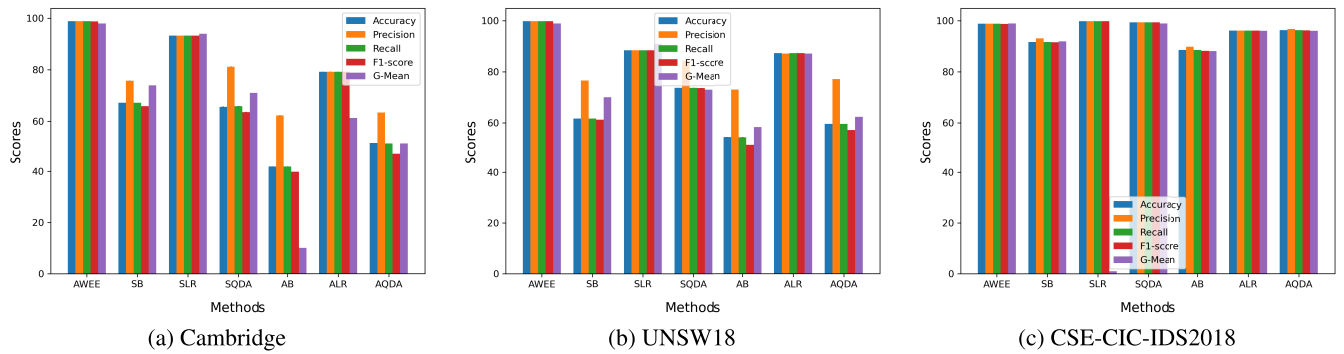 100
80
60
40
20
0
Scores
Accuracy
Precision
Recall
F1-score
G-Mean
AWEE SB SLR SQDA AB ALR AQDA
Methods
(a) Cambridge
100
80
60
40
20
0
Scores
Accuracy
Precision
Recall
F1-score
G-Mean
AWEE SB SLR SQDA AB ALR AQDA
Methods
(b) UNSW18
100
80
60
40
20
0
Scores
Accuracy
Precision
Recall
F1-sccre
G-Mean
AWEE SB SLR SQDA AB ALR AQDA
Methods
(c) CSE-CIC-IDS2018